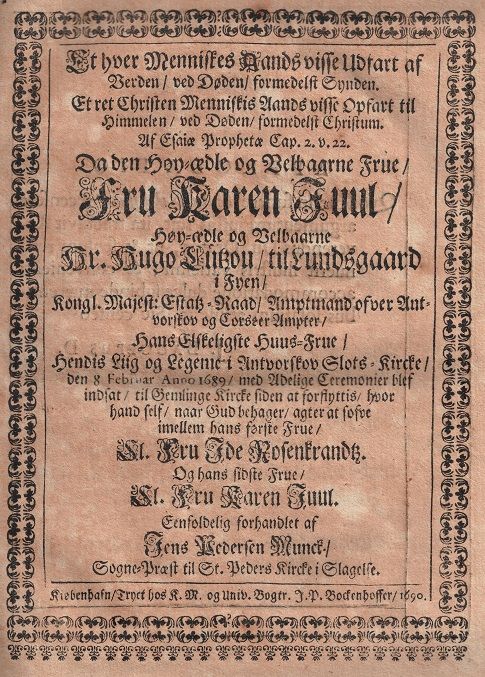 Et hver Menniskes Aands visse Udfart af
Verden / ved Døden / formedelst Synden.
Et ret Christen Menniskis Aands visse Opfart til
Himmelen / ved Døden / formedelst Christum.
Af Esaiæ Prophetæ Cap. 2. v. 22.
Da den Høy-ædle og Velbaarne Frue /
Fru Karen Juul /
Høy-ædle og Velbaarne
Hr. Hugo Lützou / til Lundsgaard
i Fyen /
Kongl. Majest: Estatz-Raad / Amptmand ofver Ant-
vorskov og Corsøer Ampter /
Hans Elskeligste Huus-Frue /
Hendis Liig og Legeme i Antvorskov Slots-Kircke /
den 8 Februar Anno 1689 / med Adelige Ceremonier blef
indsat / til Gemlinge Kircke siden at forflyttis / hvor
hand self / naar Gud behager / agter at sofve
imellem hans første Frue /
Sl. Fru Ide Rosenkrandtz.
Og hans sidste Frue /
Sl. Fru Karen Juul.
Eenfoldelig forhandlet af
Jens Pedersen Munck /
Sogne-Præst til St. Peders Kircke i Slagelse.
Kiøbenhafn / Tryct hos K. M. og Univ. Bogtr. J. P. Bockenhoffer / 1690.